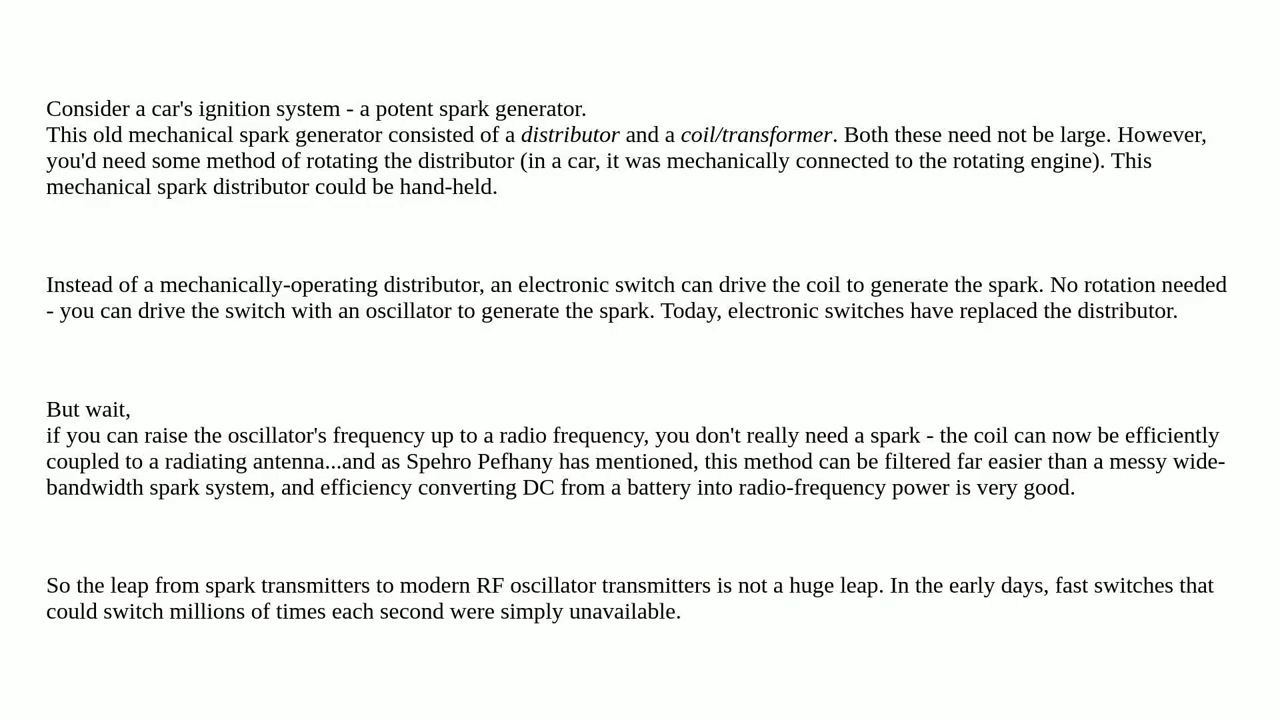 Consider a car's ignition system - a potent spark generator.
This old mechanical spark generator consisted of a distributor and a coil/transformer. Both these need not be large. However,
you'd need some method of rotating the distributor (in a car, it was mechanically connected to the rotating engine). This
mechanical spark distributor could be hand-held.
Instead of a mechanically-operating distributor, an electronic switch can drive the coil to generate the spark. No rotation needed
- you can drive the switch with an oscillator to generate the spark. Today, electronic switches have replaced the distributor.
But wait,
if you can raise the oscillator's frequency up to a radio frequency, you don't really need a spark - the coil can now be efficiently
coupled to a radiating antenna...and as Spehro Pefhany has mentioned, this method can be filtered far easier than a messy wide-
bandwidth spark system, and efficiency converting DC from a battery into radio-frequency power is very good.
So the leap from spark transmitters to modern RF oscillator transmitters is not a huge leap. In the early days, fast switches that
could switch millions of times each second were simply unavailable.